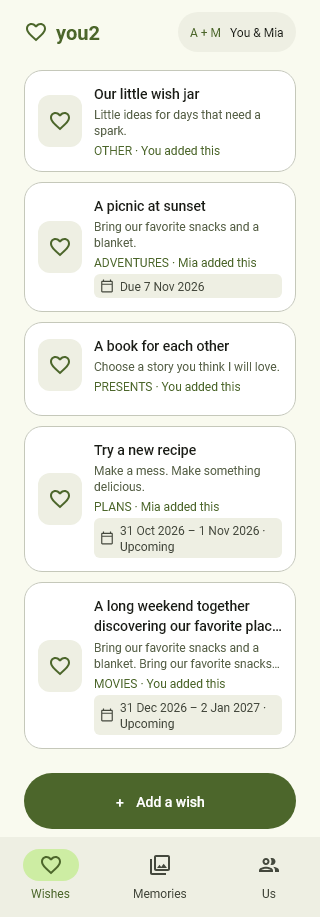 you2
A + M You & Mia
Our little wish jar
Little ideas for days that need a
spark.
OTHER · You added this
A picnic at sunset
Bring our favorite snacks and a
blanket.
ADVENTURES · Mia added this
Due 7 Nov 2026
A book for each other
Choose a story you think I will love.
PRESENTS · You added this
Try a new recipe
Make a mess. Make something
delicious.
PLANS · Mia added this
31 Oct 2026 – 1 Nov 2026 ·
Upcoming
A long weekend together
discovering our favorite plac…
Bring our favorite snacks and a
blanket. Bring our favorite snacks…
MOVIES · You added this
31 Dec 2026 – 2 Jan 2027 ·
Upcoming
+ Add a wish
Wishes Memories Us